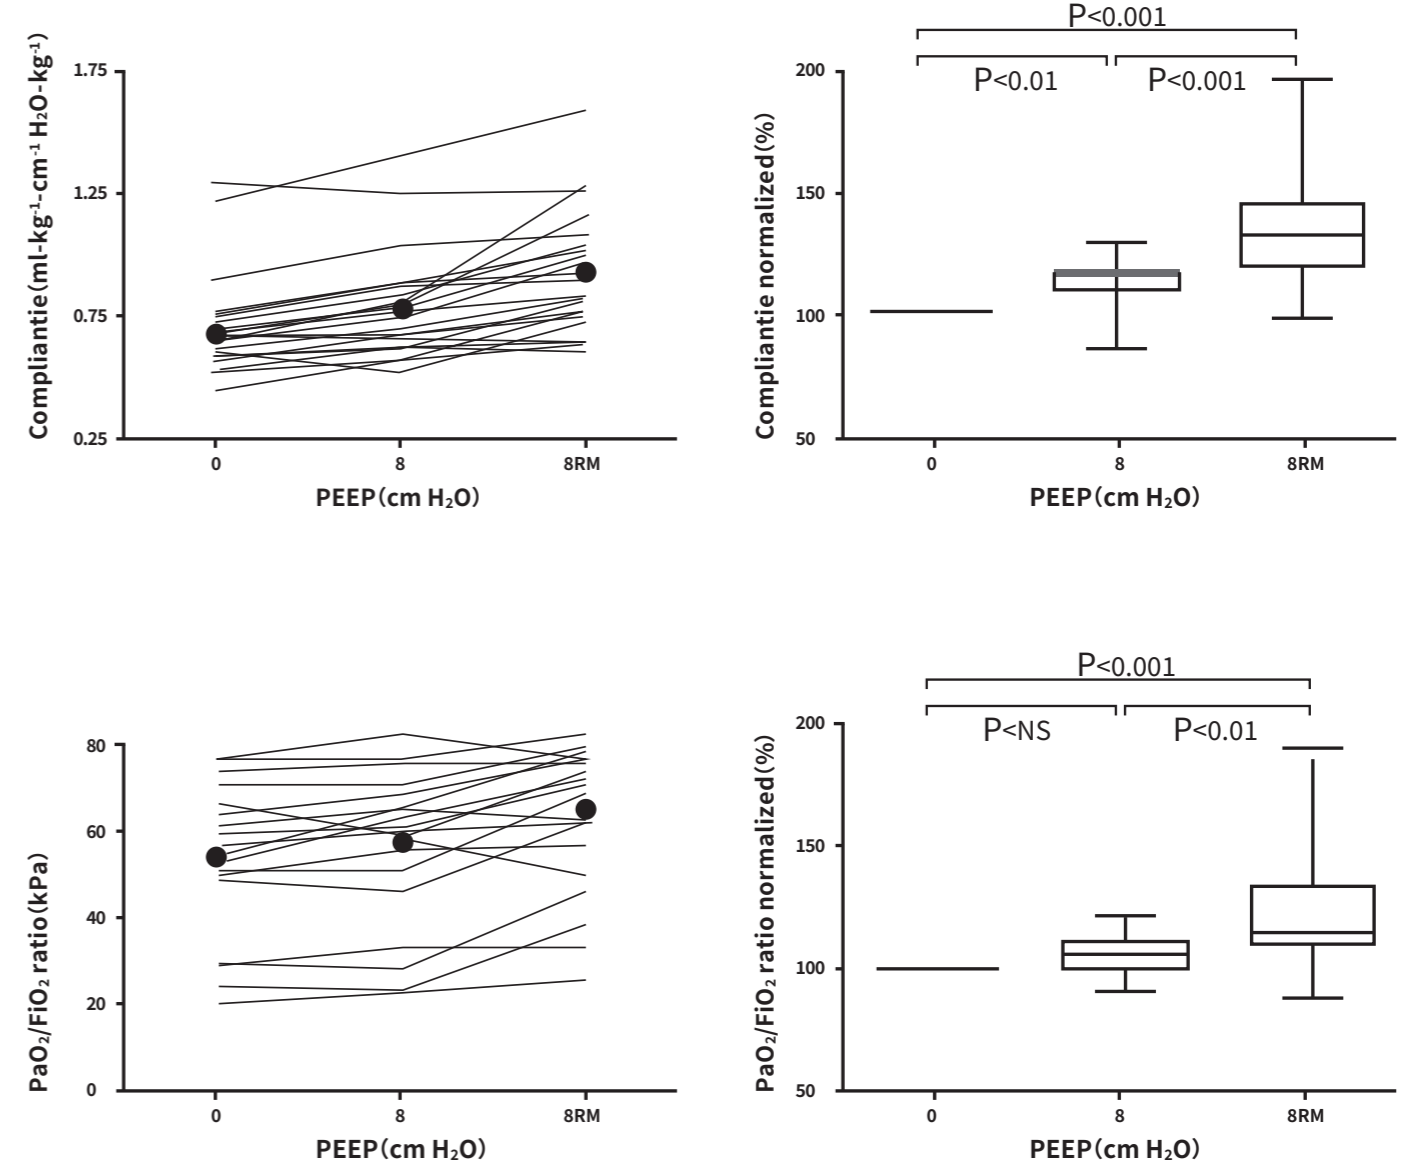 Compliantie(ml-kg⁻¹-cm⁻¹ H₂O-kg⁻¹)
1.75
1.25
0.75
0.25
0 8 8RM
PEEP(cm H₂O)
P<0.001
P<0.01 P<0.001
Compliantie normalized(%)
200
150
100
50
0 8 8RM
PEEP(cm H₂O)
PaO₂/FiO₂ ratio(kPa)
80
60
40
20
0
0 8 8RM
PEEP(cm H₂O)
P<0.001
P<NS P<0.01
PaO₂/FiO₂ ratio normalized(%)
200
150
100
50
0 8 8RM
PEEP(cm H₂O)